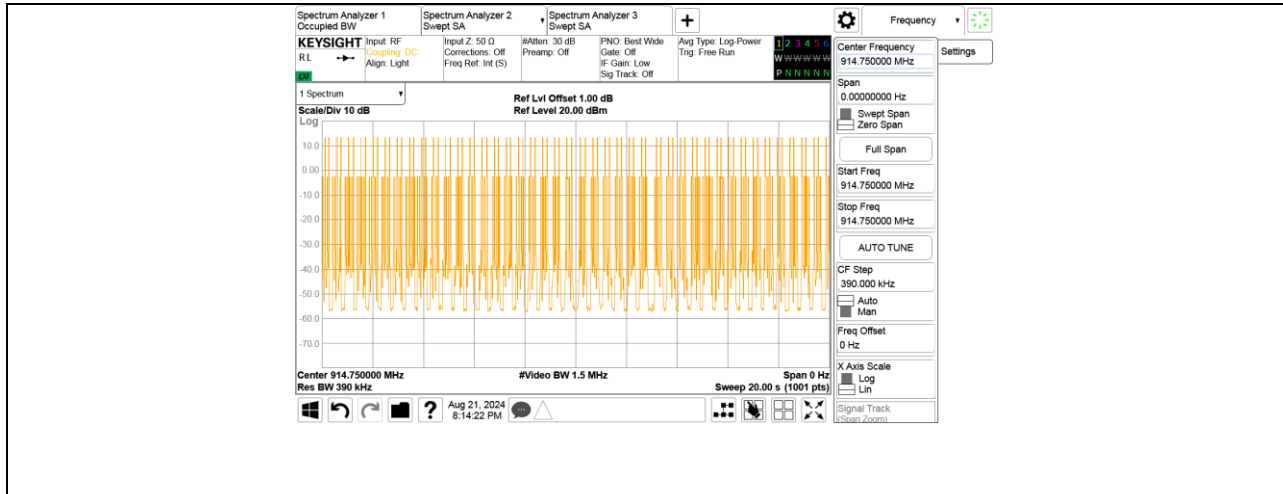 Spectrum Analyzer 1
Occupied BW
Spectrum Analyzer 2
Swept SA
Spectrum Analyzer 3
Swept SA
Frequency
KEYSIGHT
RL
Input: RF
Coupling: DC
Align: Light
Input Z: 50 Ω
Corrections: Off
Freq Ref: Int (S)
#Atten: 30 dB
Preamp: Off
PNO: Best Wide
Gate: Off
IF Gain: Low
Sig Track: Off
Avg Type: Log-Power
Trig: Free Run
1 2 3 4 5 6
W W W W W W
P N N N N N
Center Frequency
914.750000 MHz
Settings
Span
0.00000000 Hz
Swept Span
Zero Span
Full Span
Start Freq
914.750000 MHz
Stop Freq
914.750000 MHz
AUTO TUNE
CF Step
390.000 kHz
Auto
Man
Freq Offset
0 Hz
X Axis Scale
Log
Lin
Signal Track
(Span Zoom)
1 Spectrum
Scale/Div 10 dB
Ref Lvl Offset 1.00 dB
Ref Level 20.00 dBm
Log
10.0
0.00
-10.0
-20.0
-30.0
-40.0
-50.0
-60.0
-70.0
Center 914.750000 MHz
#Video BW 1.5 MHz
Span 0 Hz
Res BW 390 kHz
Sweep 20.00 s (1001 pts)
Aug 21, 2024
8:14:22 PM